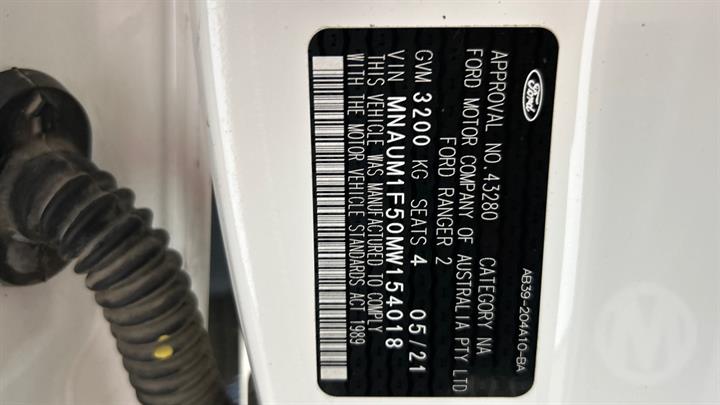 Ford
AB39-204A10-BA
APPROVAL NO. 43280 CATEGORY NA
FORD MOTOR COMPANY OF AUSTRALIA PTY LTD
FORD RANGER 2
GVM 3200 KG SEATS 4 05/21
VIN MNAUM1F50MW154018
THIS VEHICLE WAS MANUFACTURED TO COMPLY
WITH THE MOTOR VEHICLE STANDARDS ACT 1989